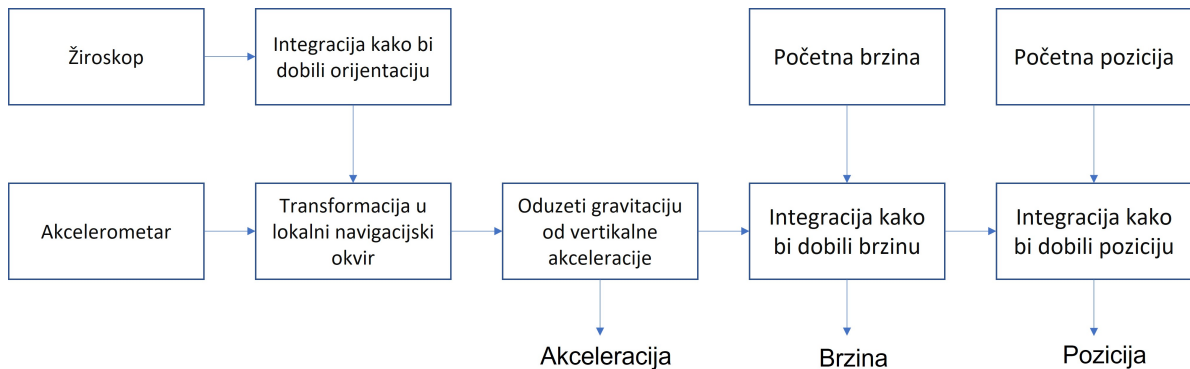 Žiroskop
Integracija kako bi
dobili orijentaciju
Početna brzina
Početna pozicija
Akcelerometar
Transformacija u
lokalni navigacijski
okvir
Oduzeti gravitaciju
od vertikalne
akceleracije
Integracija kako
bi dobili brzinu
Integracija kako
bi dobili poziciju
Akceleracija
Brzina
Pozicija